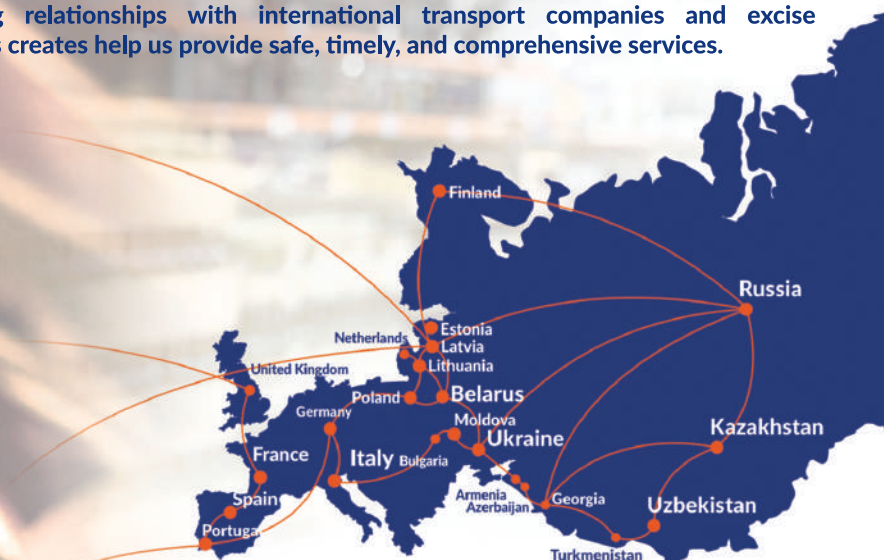 relationships with international transport companies and excise
creates help us provide safe, timely, and comprehensive services.
Finland
Russia
Estonia
Netherlands
Latvia
United Kingdom
Lithuania
Poland
Belarus
Germany
Moldova
Kazakhstan
Ukraine
France
Italy
Bulgaria
Spain
Armenia
Georgia
Azerbaijan
Uzbekistan
Portuga
Turkmenistan